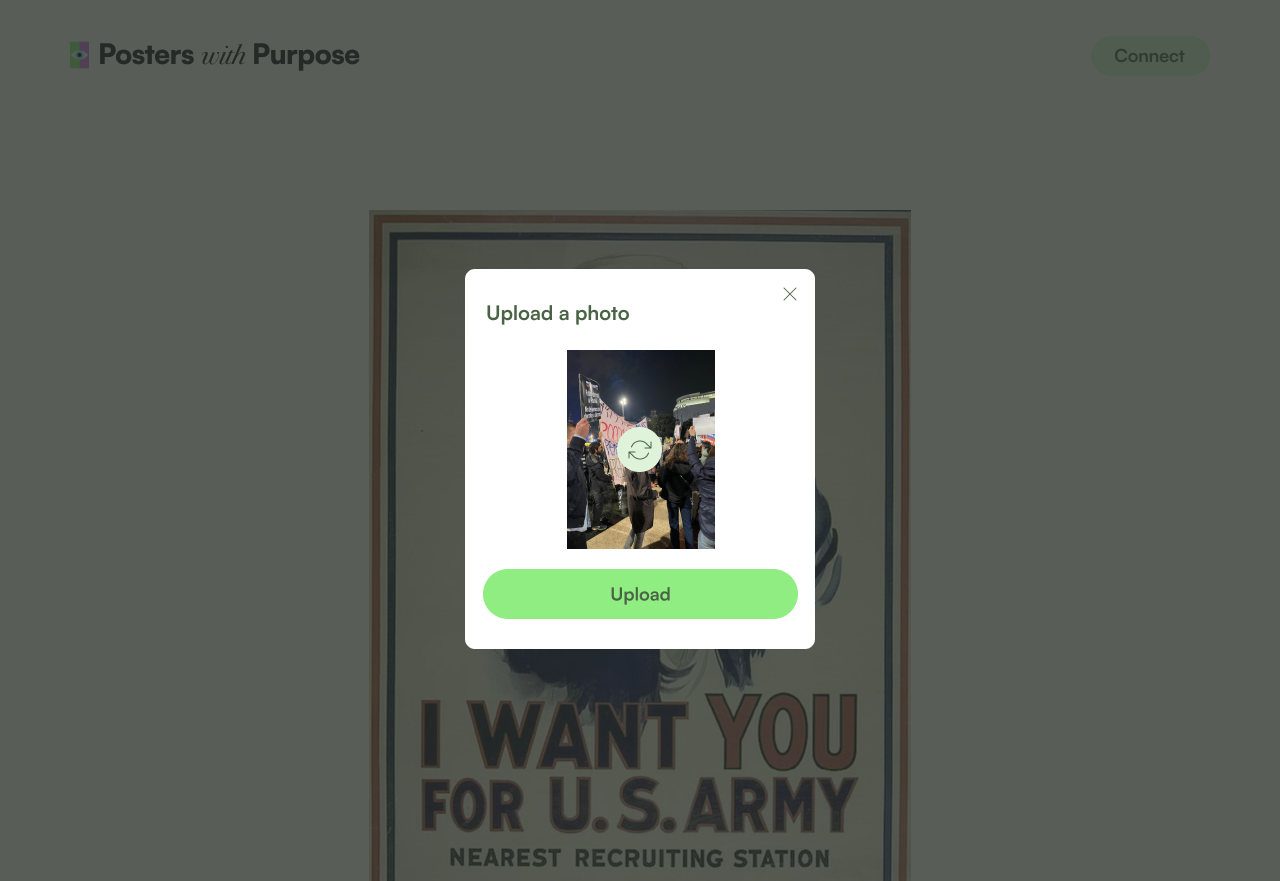 Posters with Purpose
Connect
Upload a photo
Upload
I WANT YOU
FOR U.S. ARMY
NEAREST RECRUITING STATION